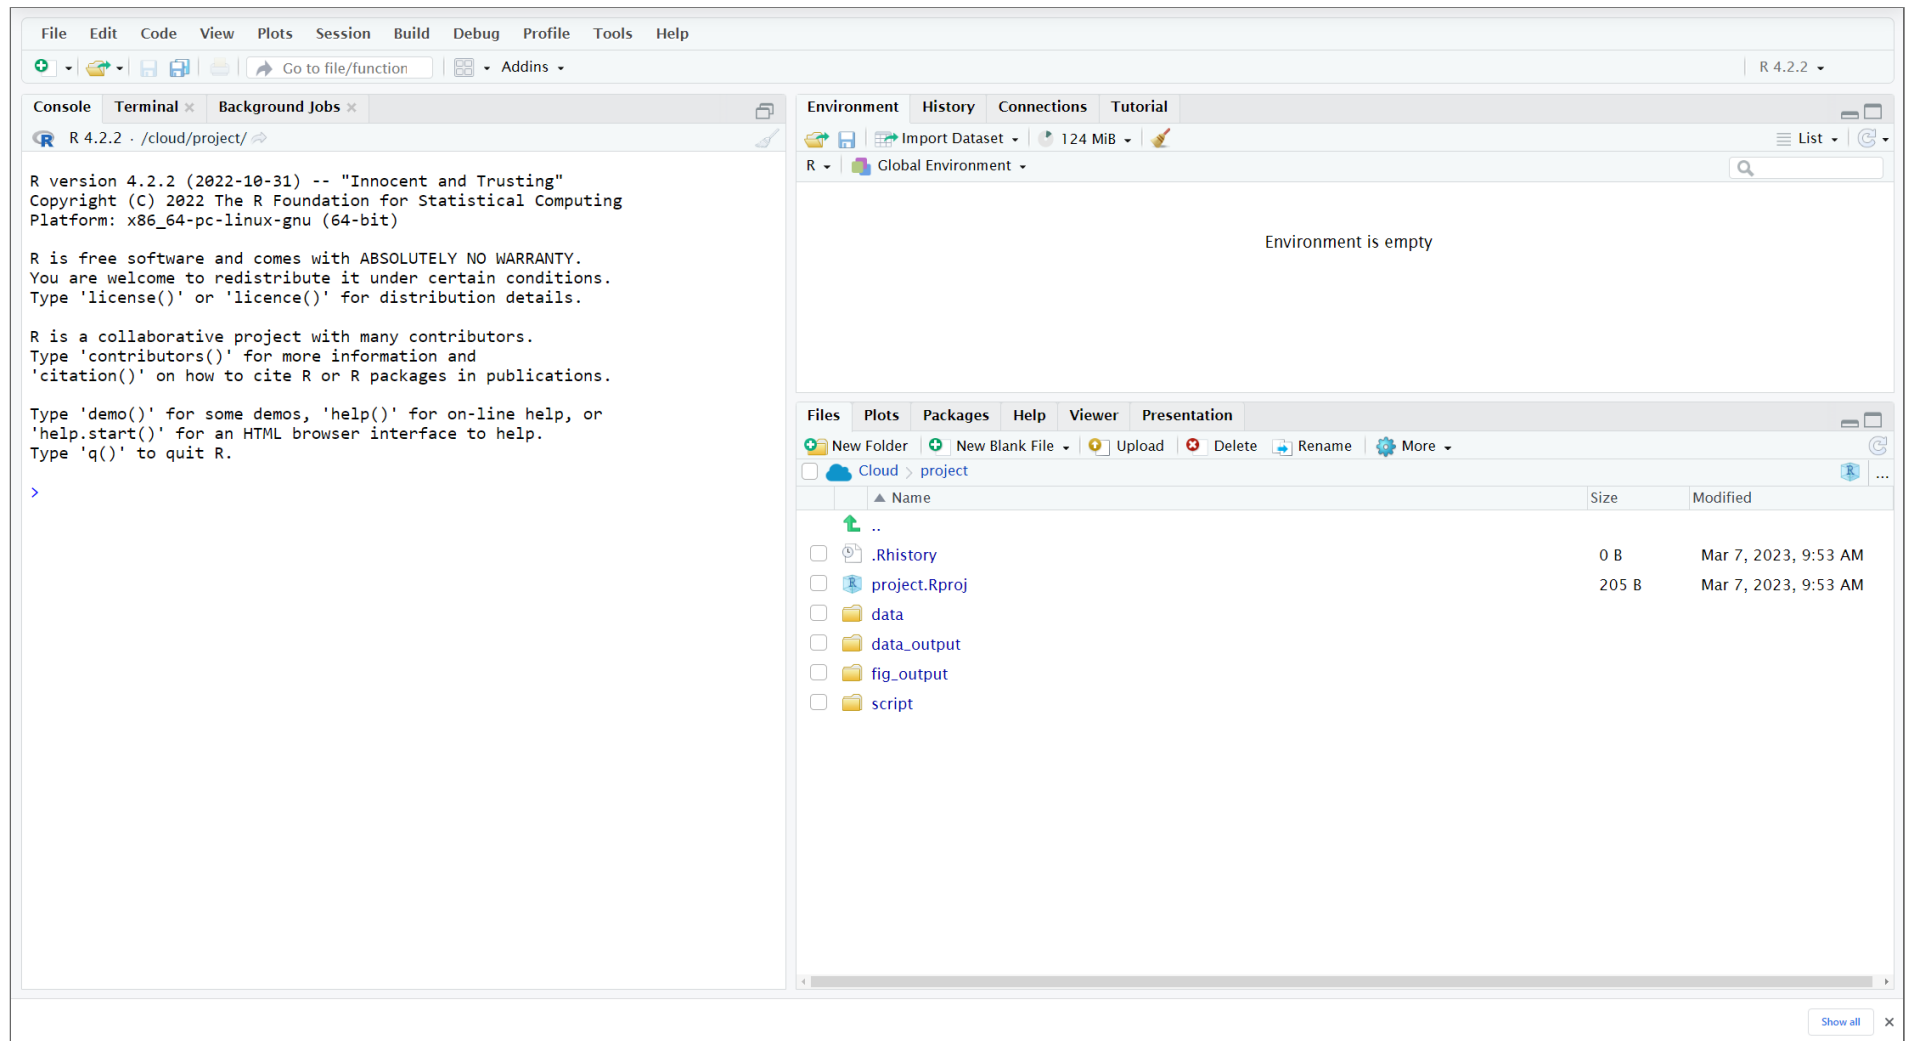 File Edit Code View Plots Session Build Debug Profile Tools Help
Go to file/function Addins R 4.2.2
Console Terminal Background Jobs
R 4.2.2 · /cloud/project/
R version 4.2.2 (2022-10-31) -- "Innocent and Trusting"
Copyright (C) 2022 The R Foundation for Statistical Computing
Platform: x86_64-pc-linux-gnu (64-bit)
R is free software and comes with ABSOLUTELY NO WARRANTY.
You are welcome to redistribute it under certain conditions.
Type 'license()' or 'licence()' for distribution details.
R is a collaborative project with many contributors.
Type 'contributors()' for more information and
'citation()' on how to cite R or R packages in publications.
Type 'demo()' for some demos, 'help()' for on-line help, or
'help.start()' for an HTML browser interface to help.
Type 'q()' to quit R.
>
Environment History Connections Tutorial
Import Dataset 124 MiB List
R Global Environment
Environment is empty
Files Plots Packages Help Viewer Presentation
New Folder New Blank File Upload Delete Rename More
Cloud > project ...
Name Size Modified
..
.Rhistory 0 B Mar 7, 2023, 9:53 AM
project.Rproj 205 B Mar 7, 2023, 9:53 AM
data
data_output
fig_output
script
Show all